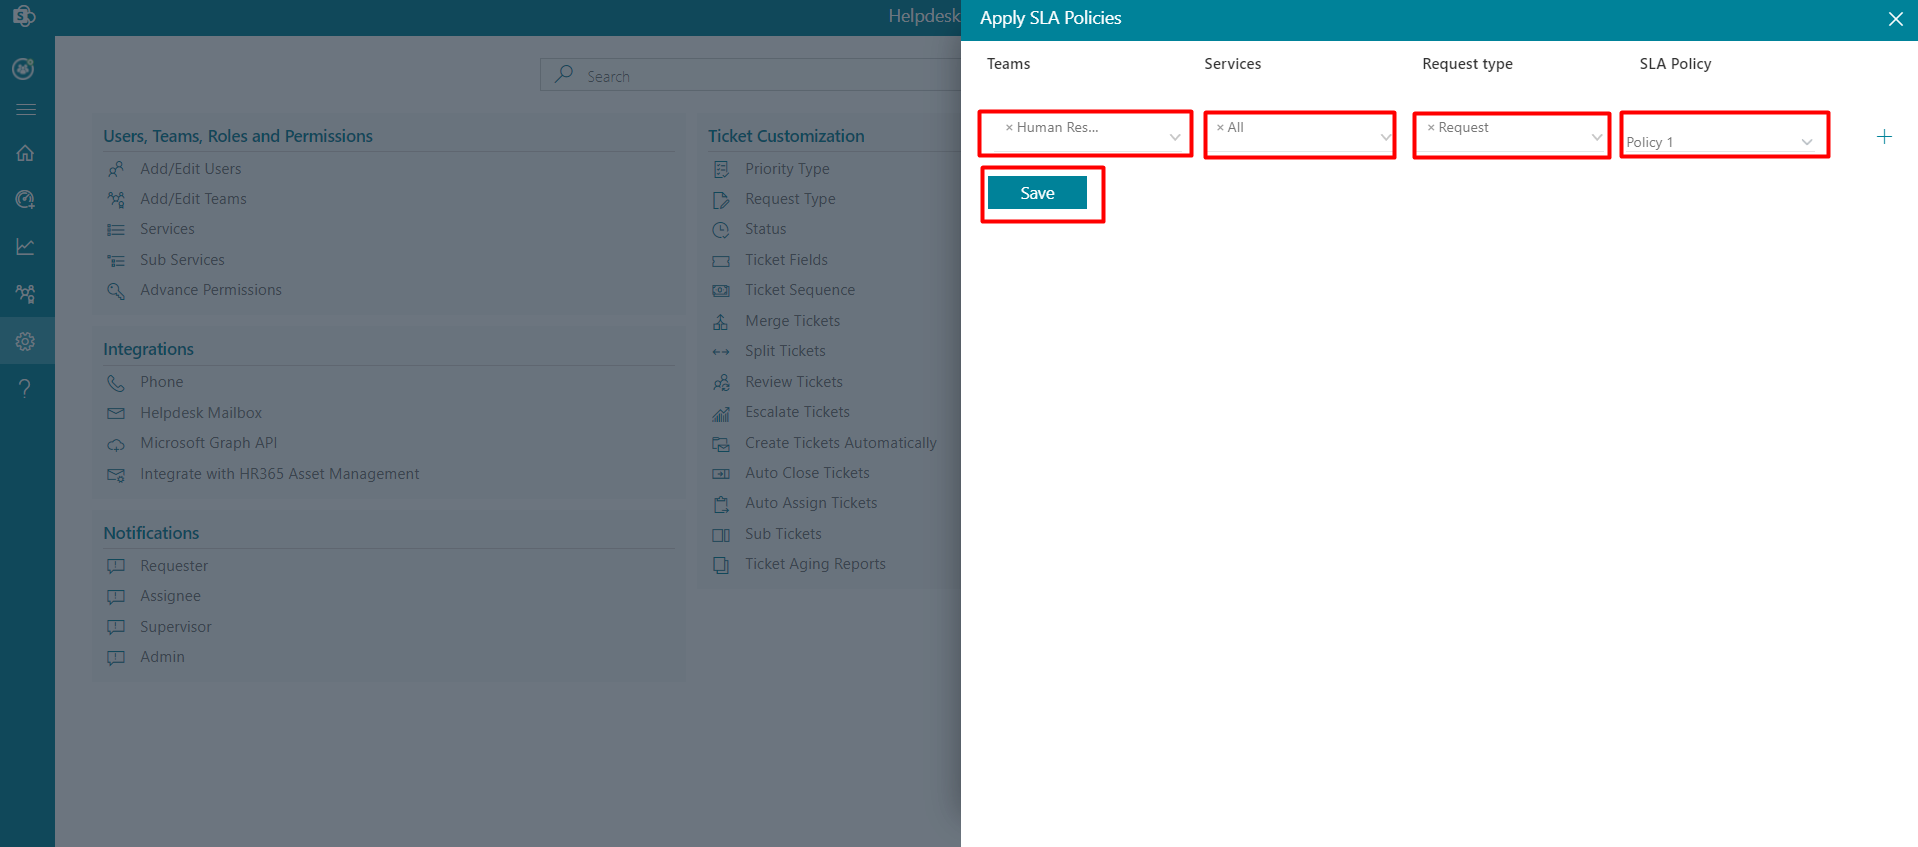 Helpdesk
Search
Users, Teams, Roles and Permissions
Add/Edit Users
Add/Edit Teams
Services
Sub Services
Advance Permissions
Integrations
Phone
Helpdesk Mailbox
Microsoft Graph API
Integrate with HR365 Asset Management
Notifications
Requester
Assignee
Supervisor
Admin
Ticket Customization
Priority Type
Request Type
Status
Ticket Fields
Ticket Sequence
Merge Tickets
Split Tickets
Review Tickets
Escalate Tickets
Create Tickets Automatically
Auto Close Tickets
Auto Assign Tickets
Sub Tickets
Ticket Aging Reports
Apply SLA Policies
Teams Services Request type SLA Policy
× Human Res... × All × Request Policy 1
Save